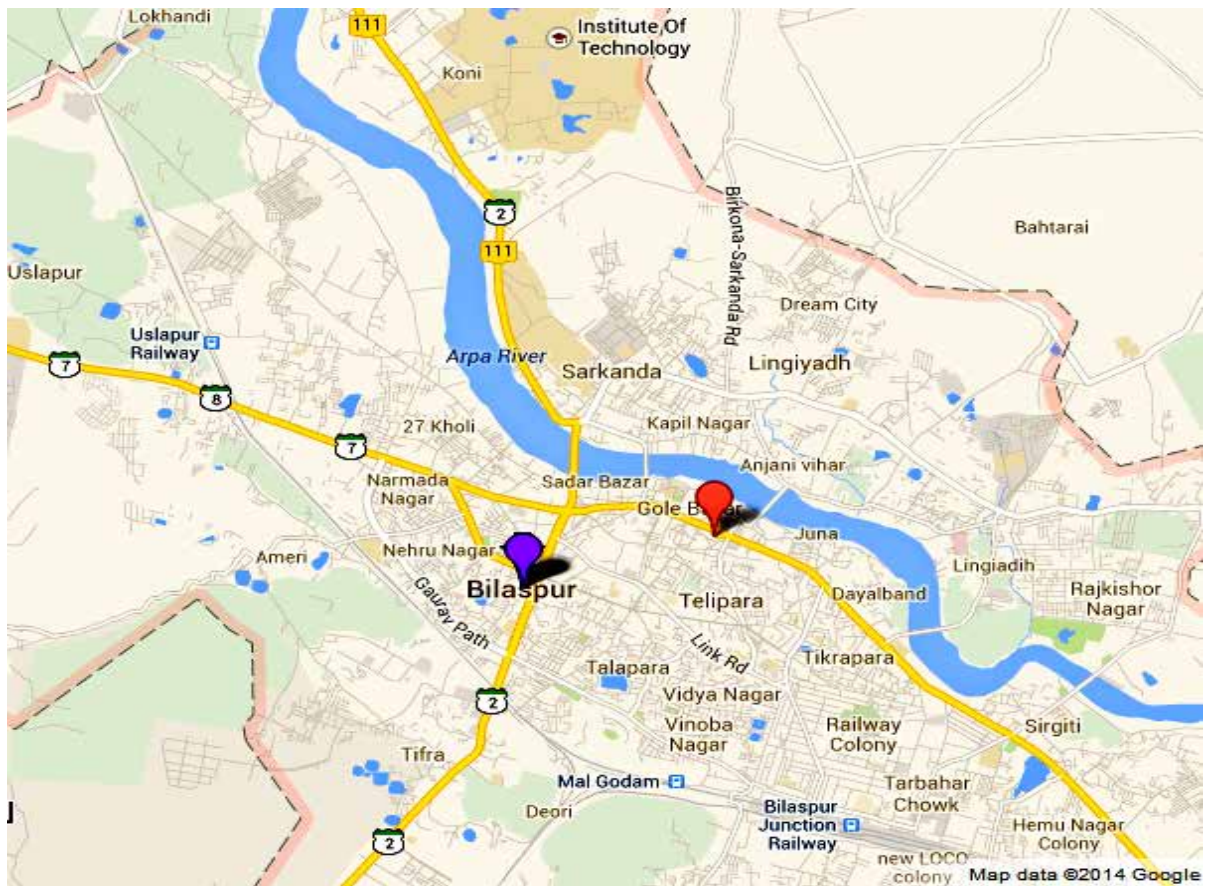 Lokhandi
111
Institute Of
Technology
Koni
2
111
Birkona-Sarkanda Rd
Bahtarai
Uslapur
Dream City
Uslapur
Railway
Arpa River
7
Sarkanda
Lingiyadh
8
27 Kholi
Kapil Nagar
7
Anjani vihar
Narmada
Nagar
Sadar Bazar
Gole
Juna
Ameri
Nehru Nagar
Bilaspur
Lingiadih
Rajkishor
Nagar
Gaurav Path
Telipara
Dayalband
Link Rd
Talapara
Tikrapara
2
Vidya Nagar
Vinoba
Nagar
Railway
Colony
Sirgiti
Tifra
Mal Godam
Tarbahar
Chowk
Deori
Bilaspur
Junction
Railway
2
Hemu Nagar
Colony
new LOCO
colony
Map data ©2014 Google